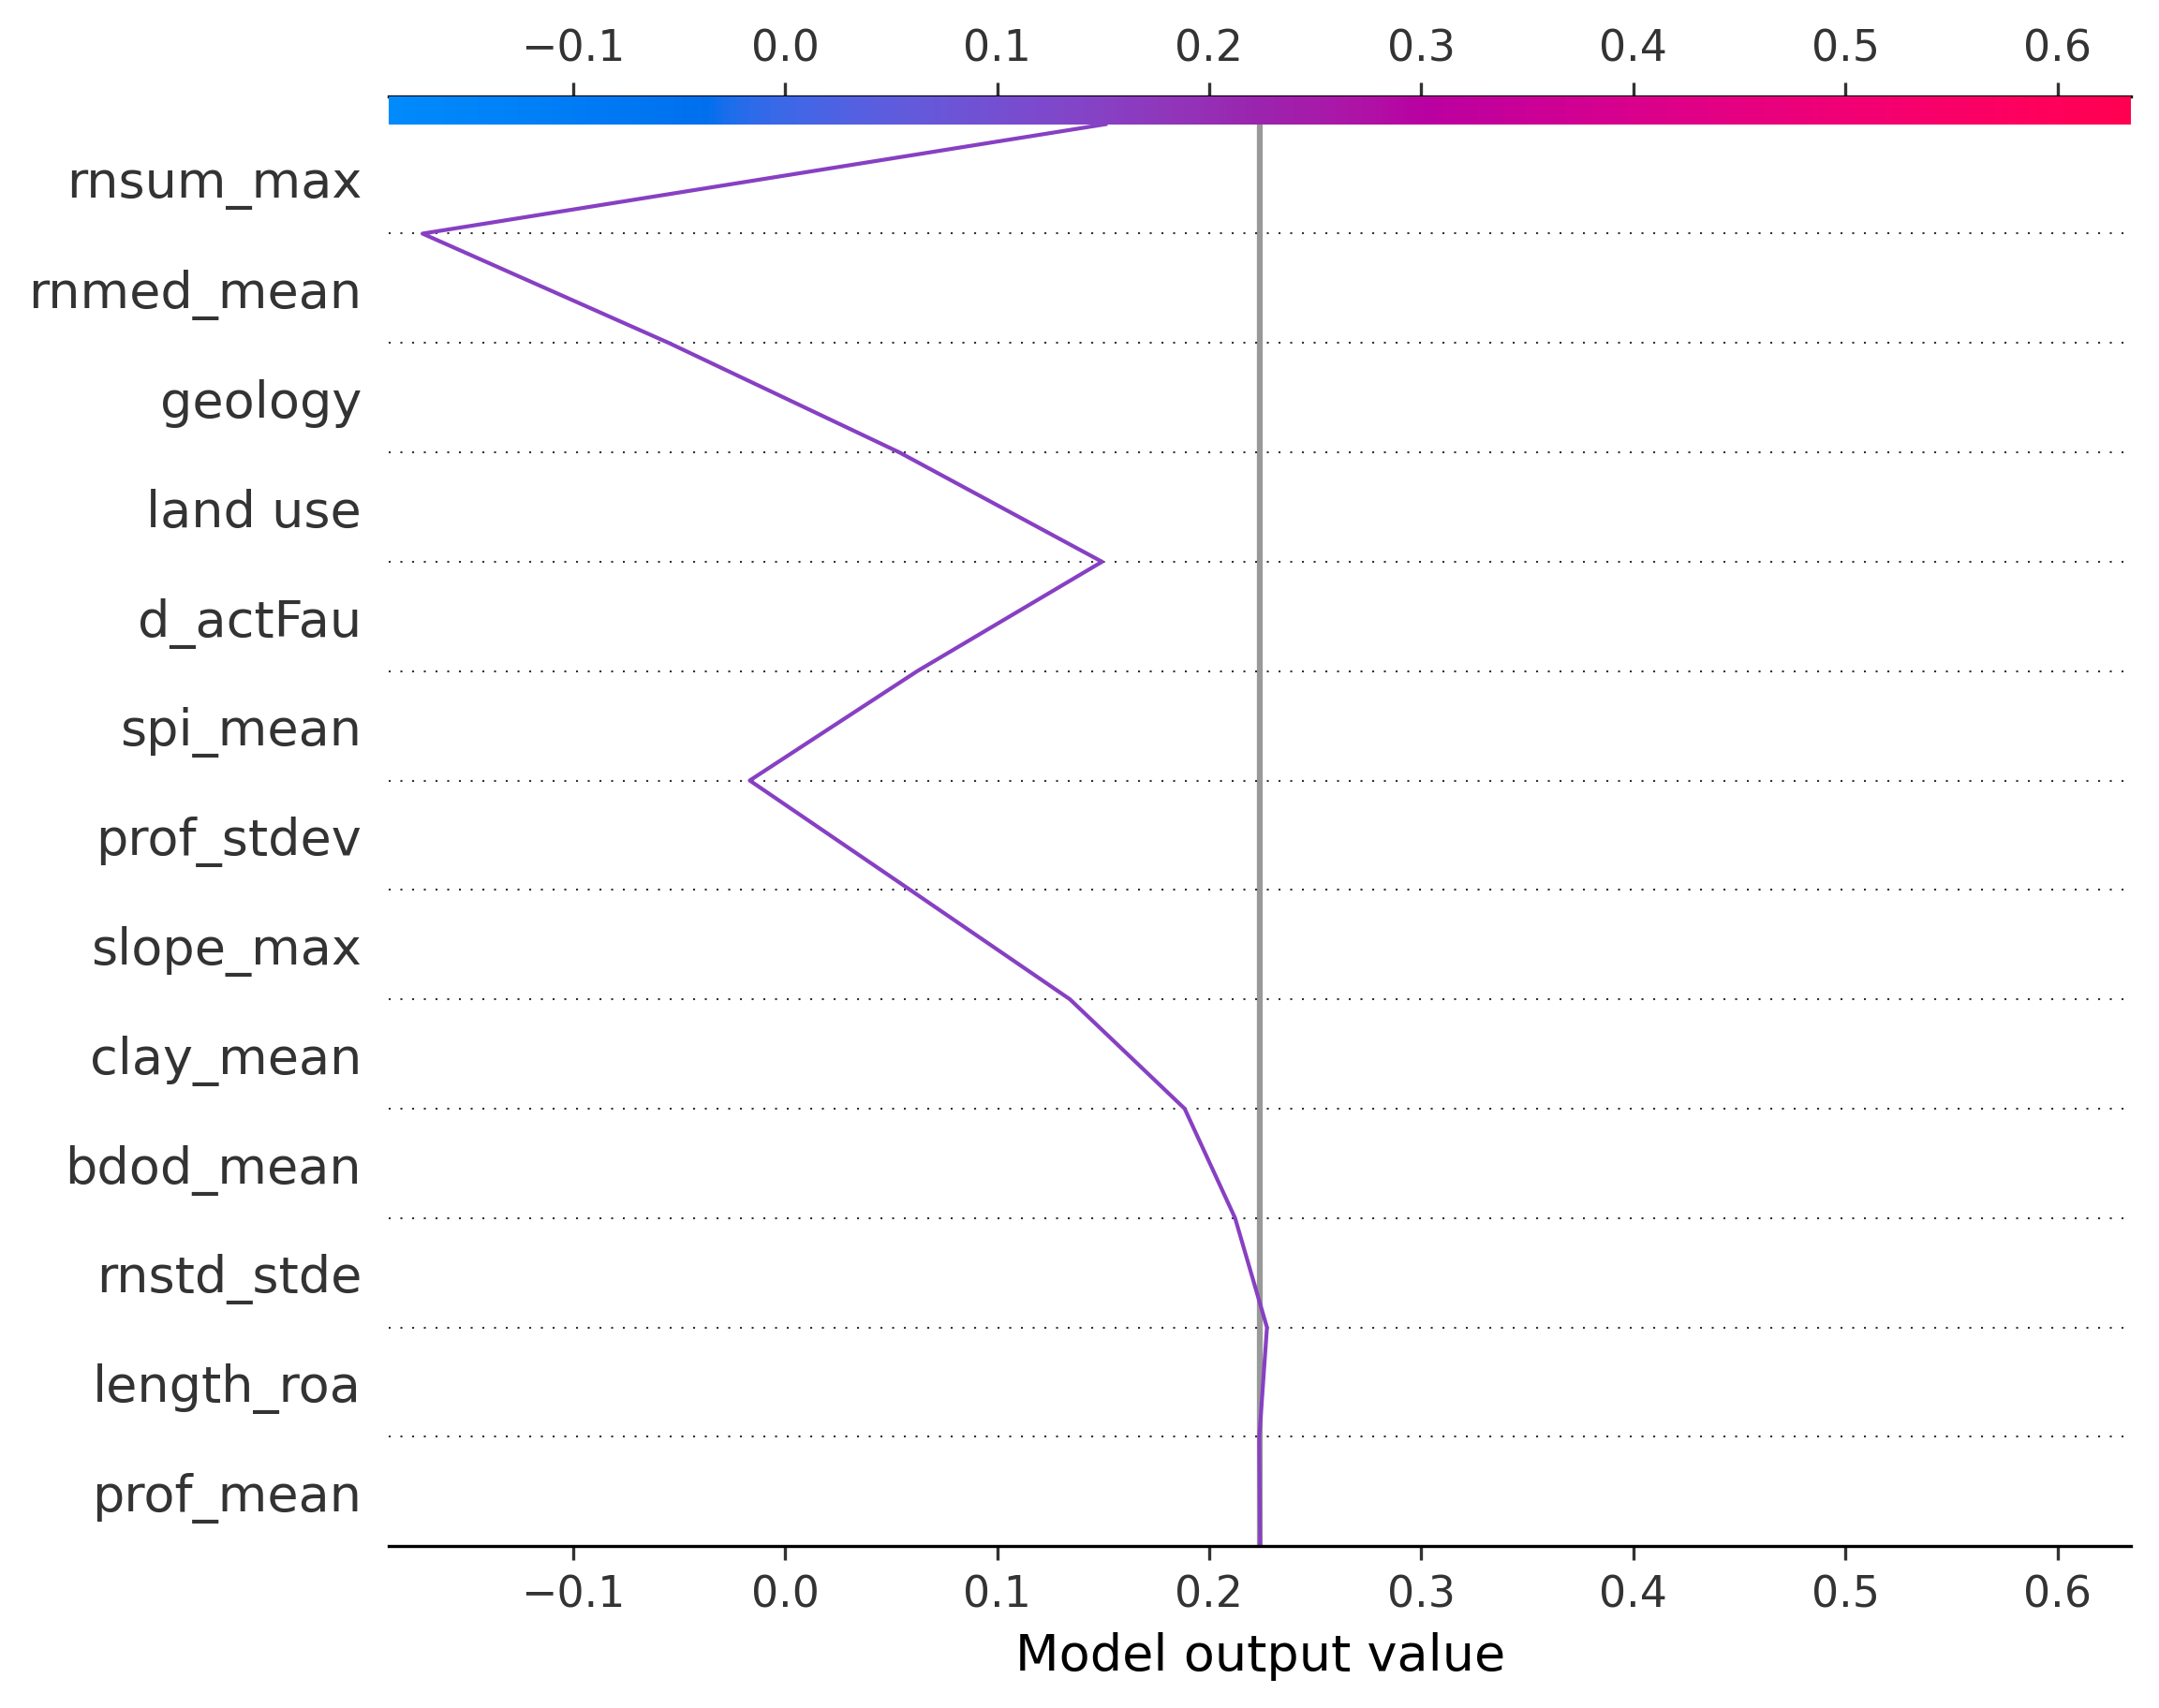 −0.1 0.0 0.1 0.2 0.3 0.4 0.5 0.6
rnsum_max
rnmed_mean
geology
land use
d_actFau
spi_mean
prof_stdev
slope_max
clay_mean
bdod_mean
rnstd_stde
length_roa
prof_mean
−0.1 0.0 0.1 0.2 0.3 0.4 0.5 0.6
Model output value